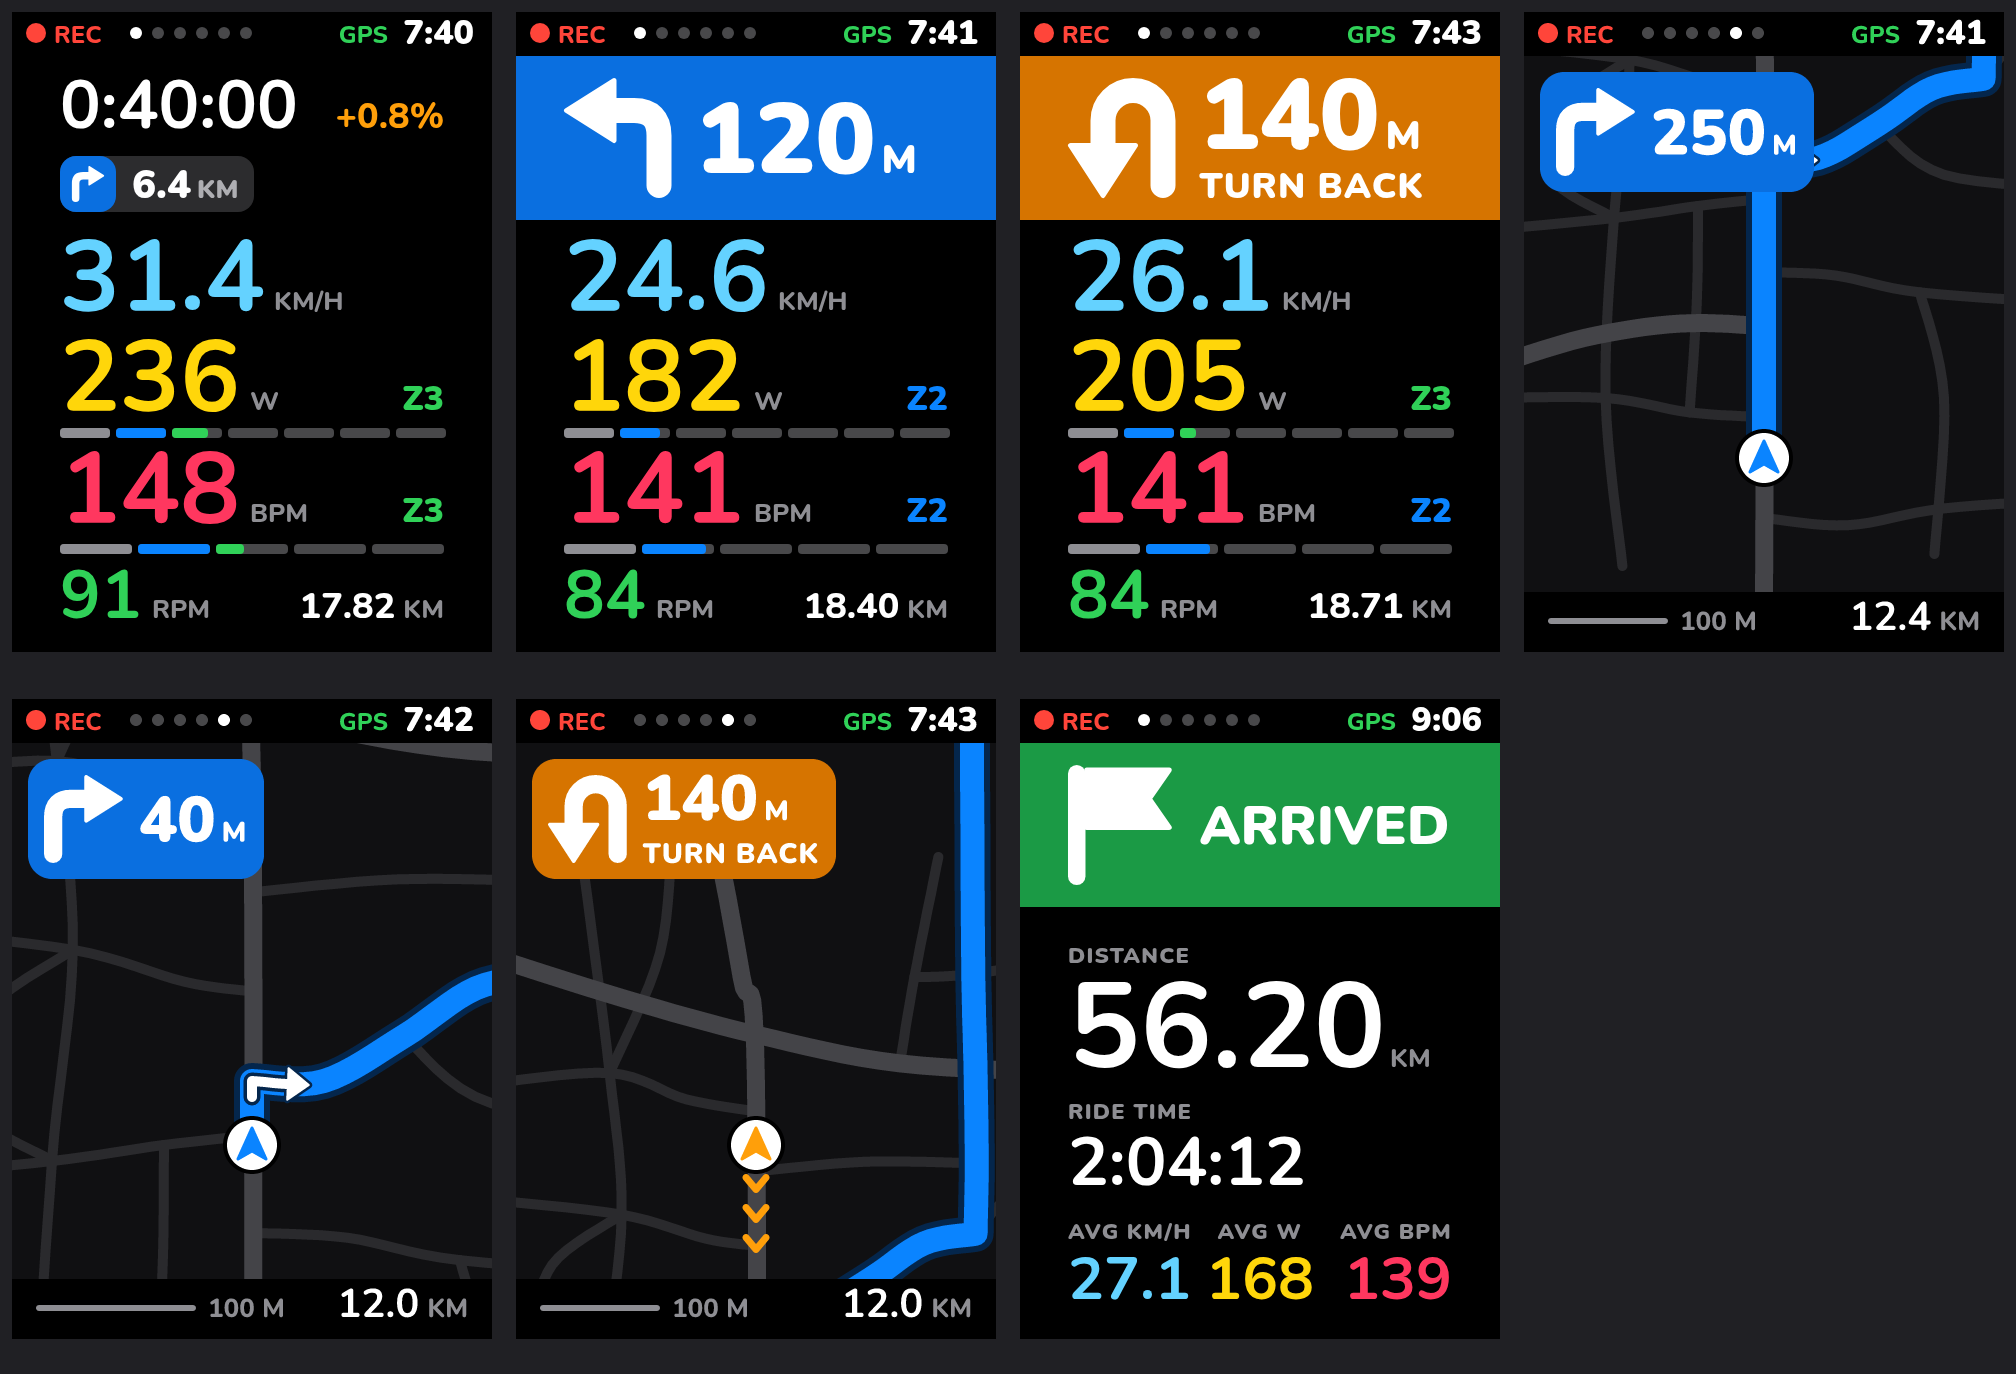 REC GPS 7:40
0:40:00 +0.8%
6.4 KM
31.4 KM/H
236 W Z3
148 BPM Z3
91 RPM 17.82 KM
REC GPS 7:41
120 M
24.6 KM/H
182 W Z2
141 BPM Z2
84 RPM 18.40 KM
REC GPS 7:43
140 M
TURN BACK
26.1 KM/H
205 W Z3
141 BPM Z2
84 RPM 18.71 KM
REC GPS 7:41
250 M
100 M 12.4 KM
REC GPS 7:42
40 M
100 M 12.0 KM
REC GPS 7:43
140 M
TURN BACK
100 M 12.0 KM
REC GPS 9:06
ARRIVED
DISTANCE
56.20 KM
RIDE TIME
2:04:12
AVG KM/H AVG W AVG BPM
27.1 168 139